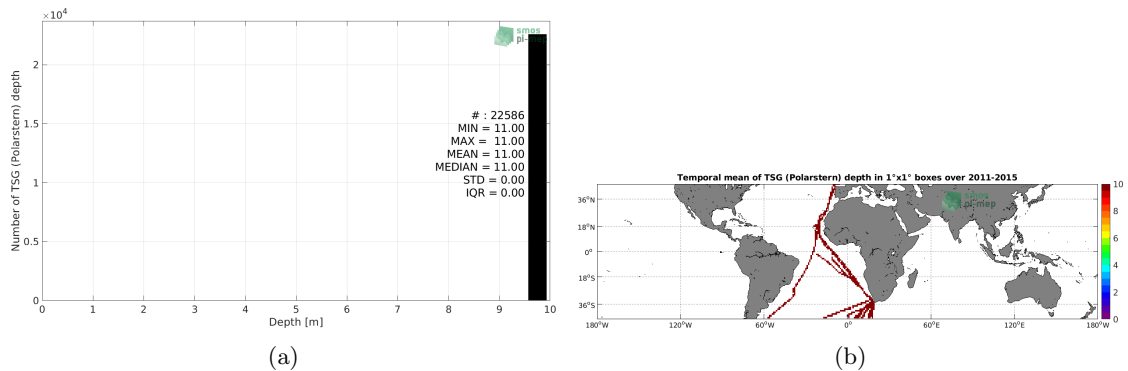 ×10⁴
smos
pi-mep
2
# : 22586
1.5
MIN = 11.00
MAX = 11.00
MEAN = 11.00
MEDIAN = 11.00
STD = 0.00
IQR = 0.00
1
0.5
0
Number of TSG (Polarstern) depth
0 1 2 3 4 5 6 7 8 9 10
Depth [m]
(a)
Temporal mean of TSG (Polarstern) depth in 1°x1° boxes over 2011-2015
smos
pi-mep
36°N
18°N
0°
18°S
36°S
180°W 120°W 60°W 0° 60°E 120°E 180°W
10
8
6
4
2
0
(b)